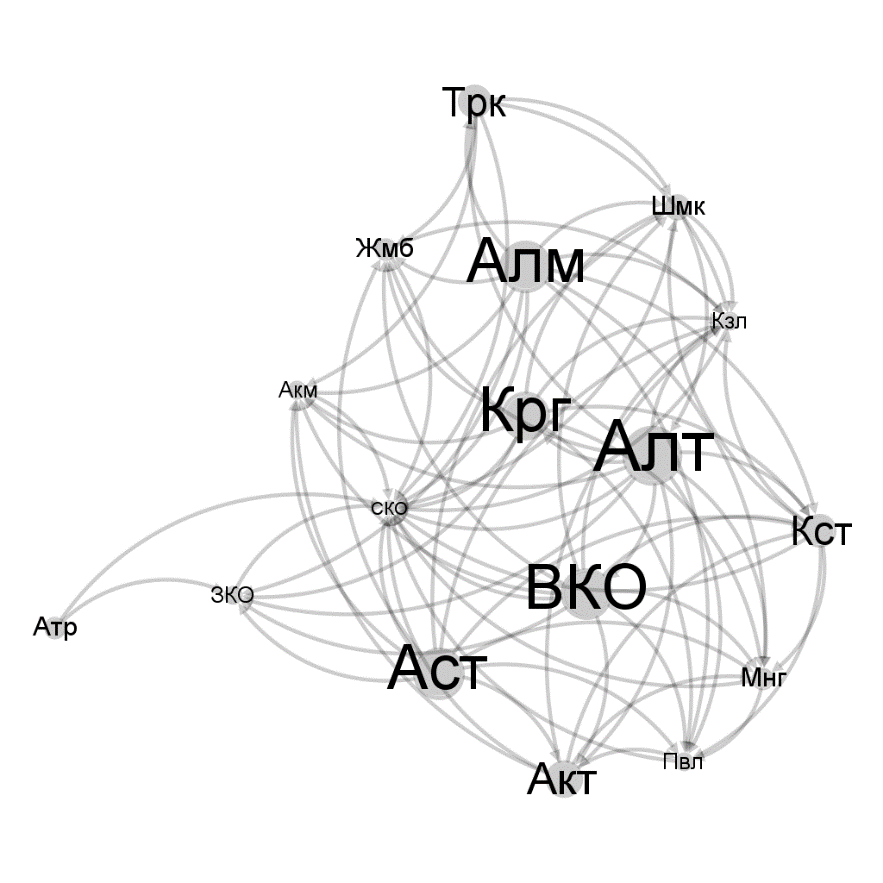 Трк
Шмк
Жмб
Алм
Кзл
Акм
Крг
Алт
СКО
Кст
ВКО
ЗКО
Атр
Аст
Мнг
Пвл
Акт